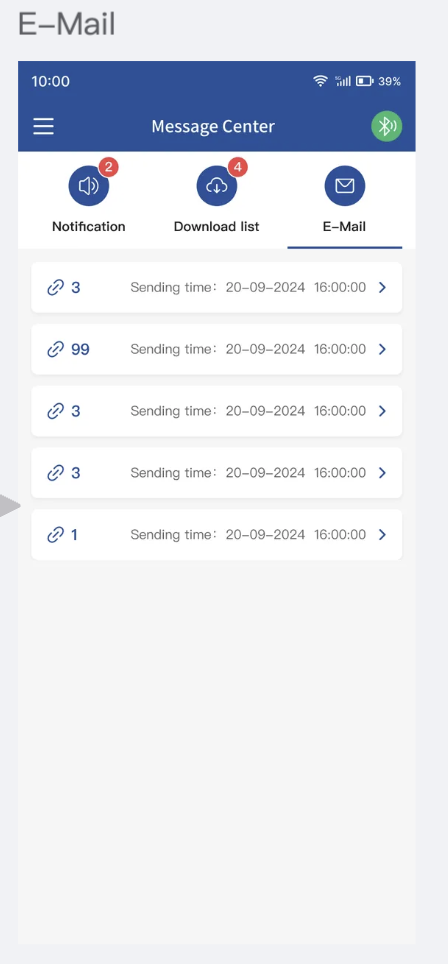 E-Mail
10:00 5G 39%
Message Center
2 4
Notification Download list E-Mail
3 Sending time: 20-09-2024 16:00:00
99 Sending time: 20-09-2024 16:00:00
3 Sending time: 20-09-2024 16:00:00
3 Sending time: 20-09-2024 16:00:00
1 Sending time: 20-09-2024 16:00:00